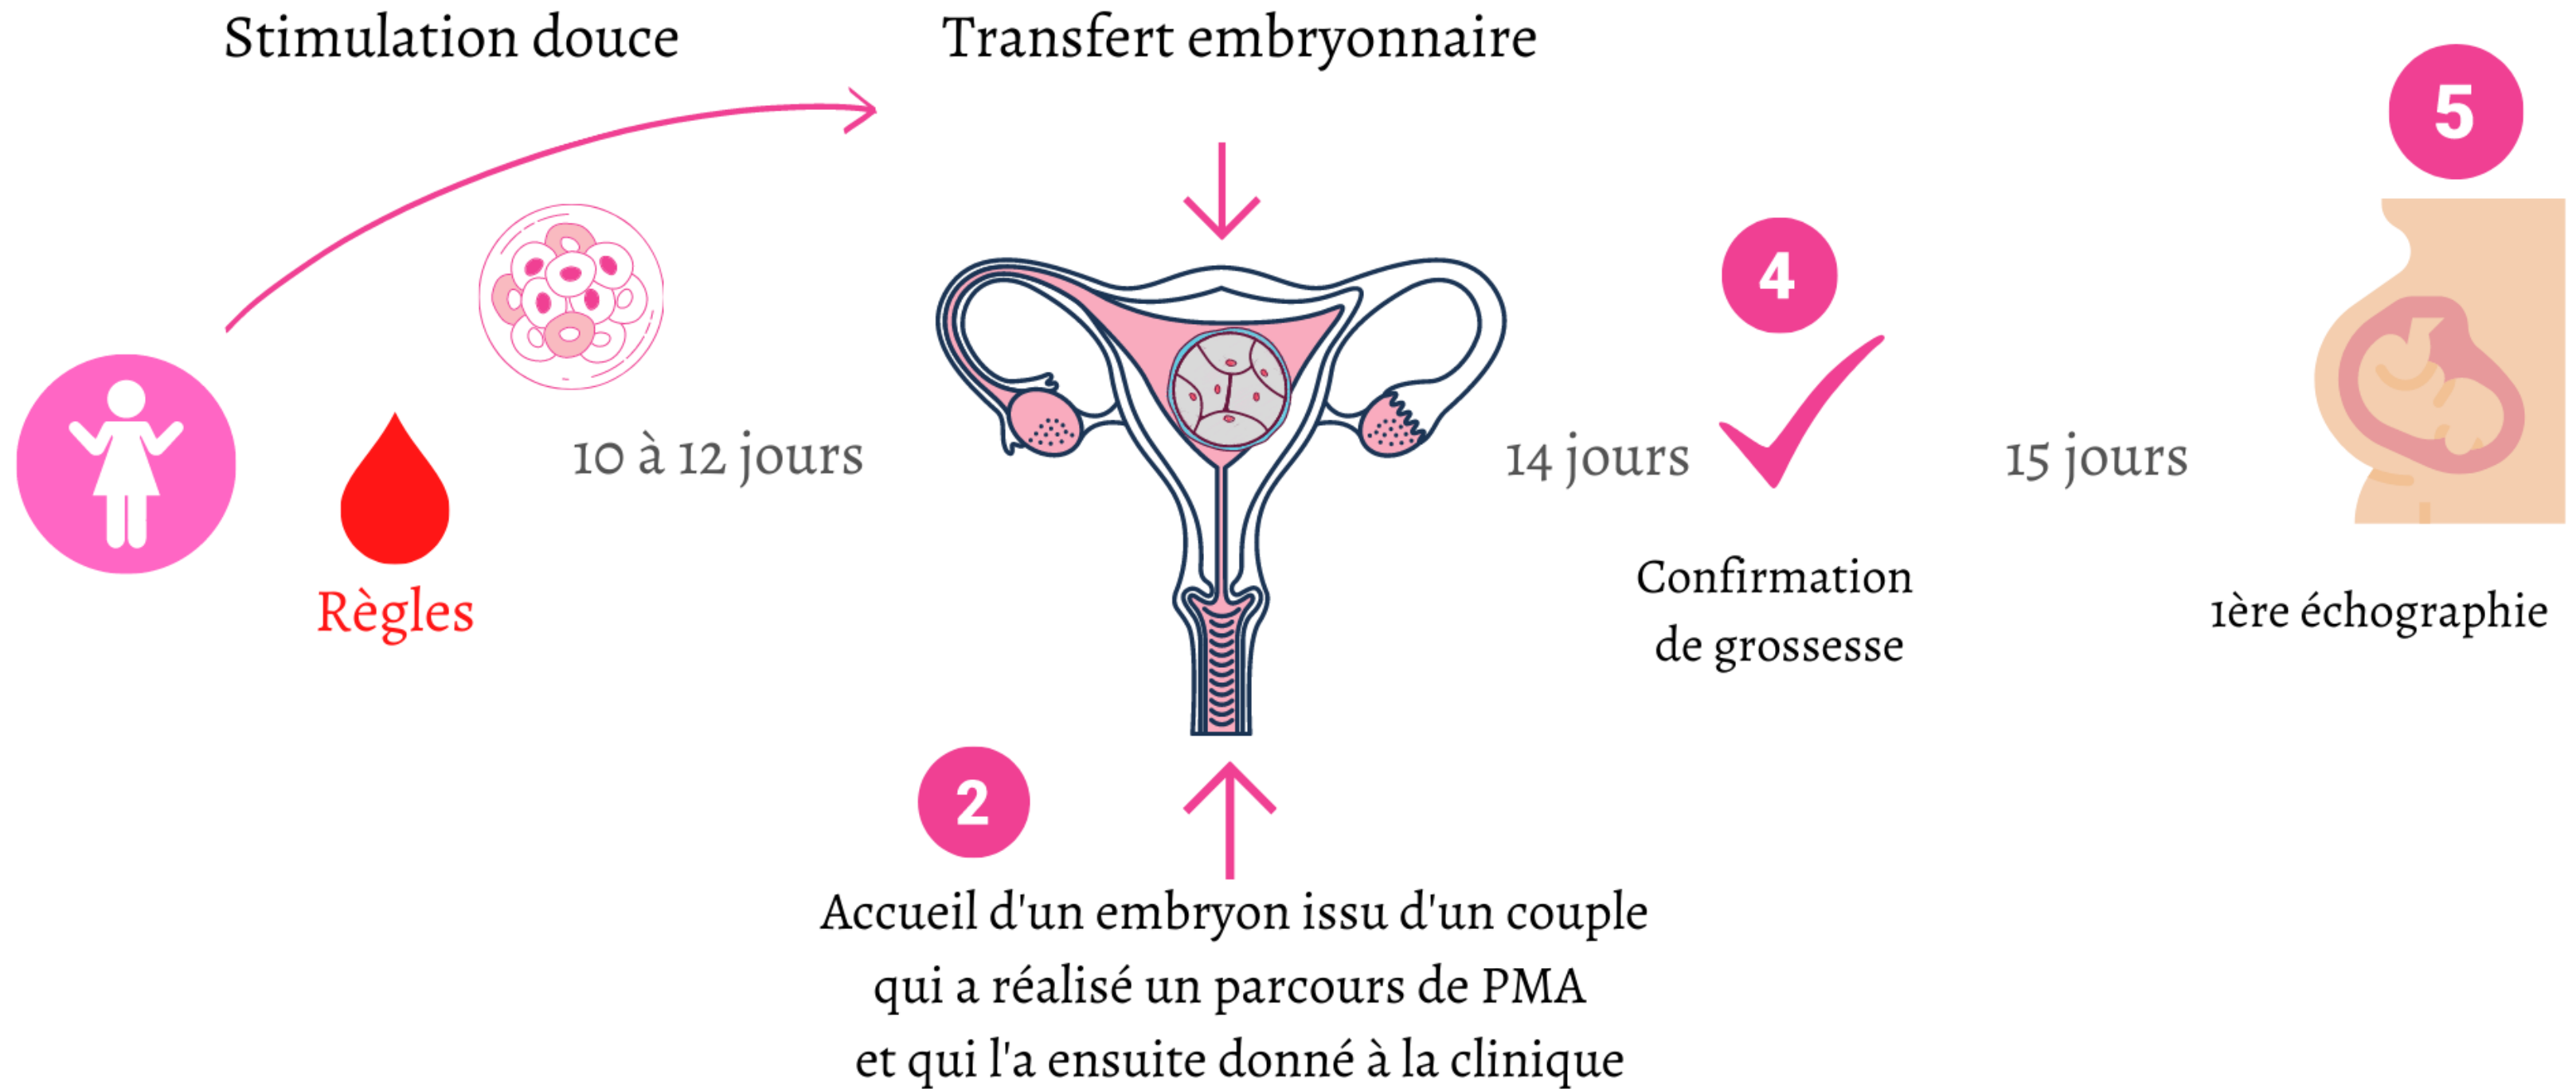 Stimulation douce
Transfert embryonnaire
5
4
10 à 12 jours
14 jours
15 jours
Règles
Confirmation
de grossesse
1ère échographie
2
Accueil d'un embryon issu d'un couple
qui a réalisé un parcours de PMA
et qui l'a ensuite donné à la clinique